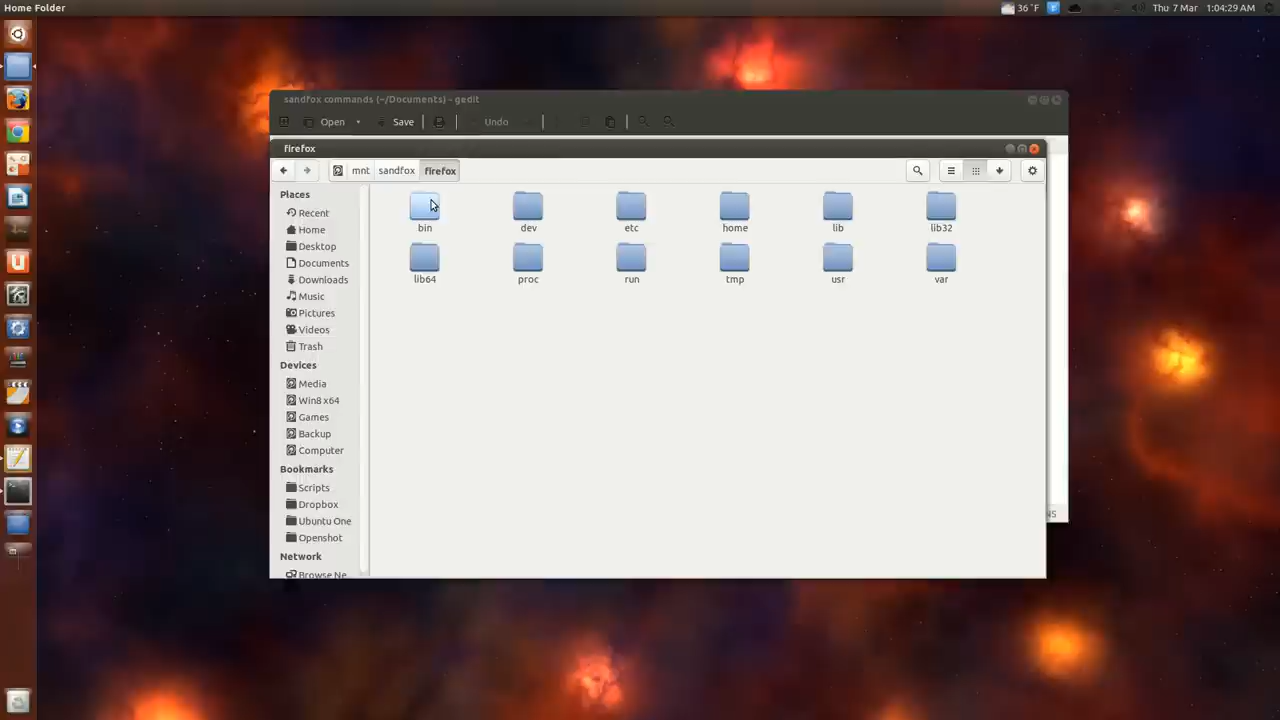 Home Folder
36 °F
Thu 7 Mar
1:04:29 AM
sandfox commands (~/Documents) - gedit
Open
Save
Undo
firefox
mnt
sandfox
firefox
Places
Recent
Home
Desktop
Documents
Downloads
Music
Pictures
Videos
Trash
Devices
Media
Win8 x64
Games
Backup
Computer
Bookmarks
Scripts
Dropbox
Ubuntu One
Openshot
Network
Browse Ne...
bin
dev
etc
home
lib
lib32
lib64
proc
run
tmp
usr
var